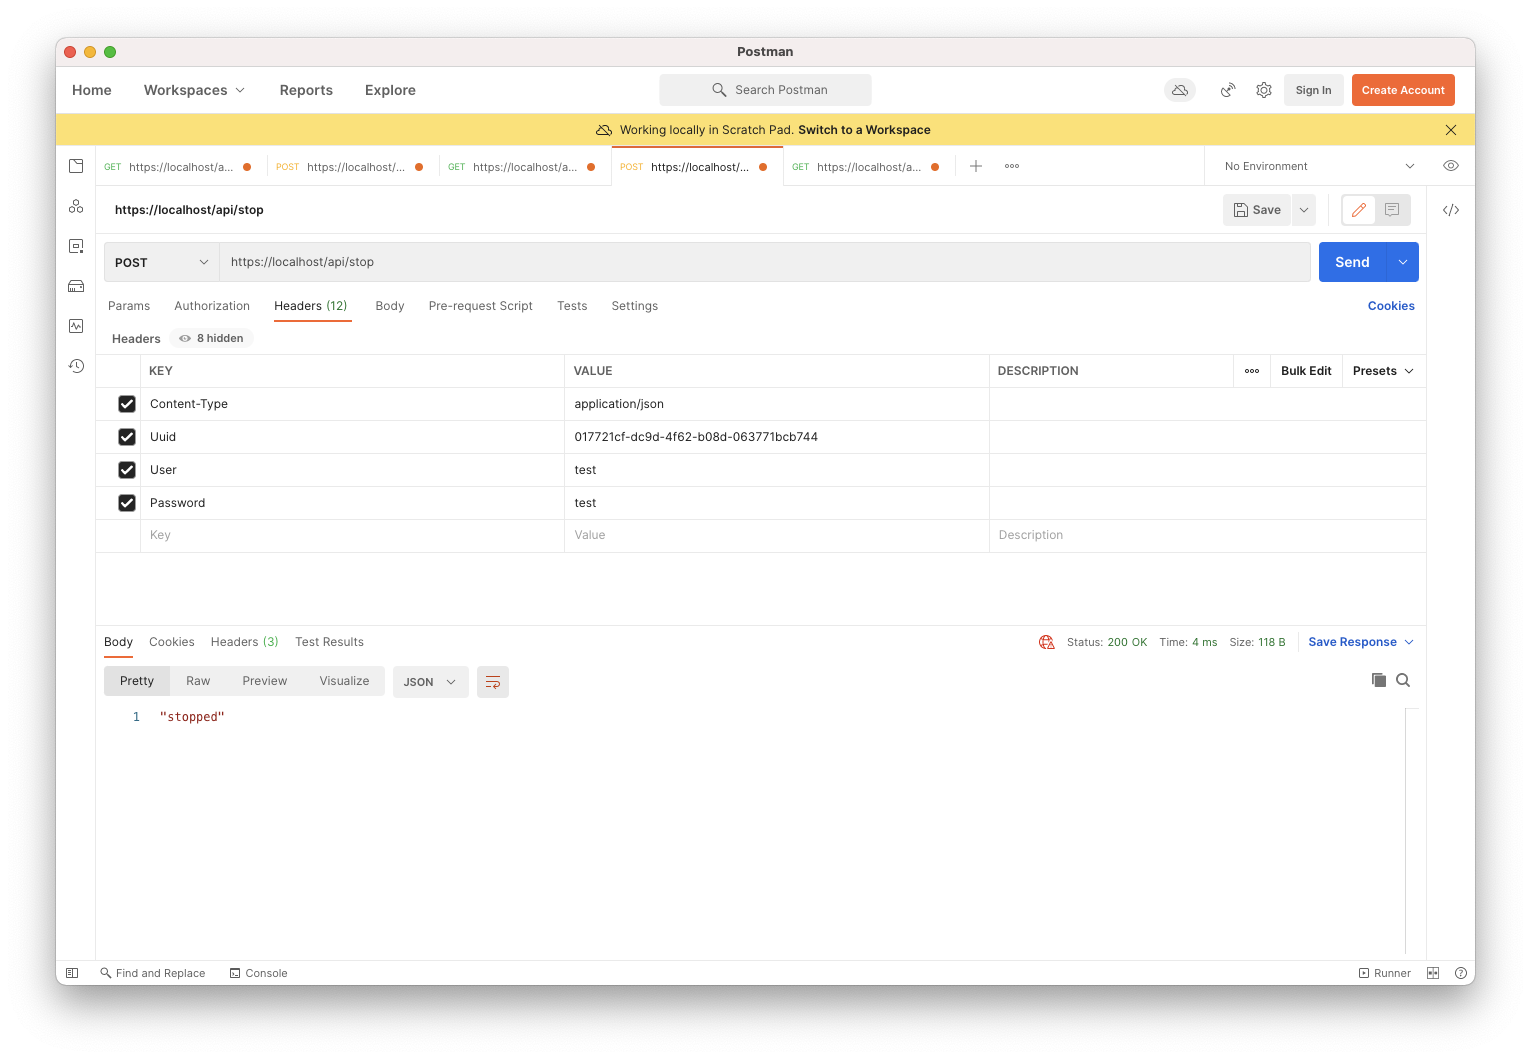 Postman
Home Workspaces Reports Explore Search Postman Sign In Create Account
Working locally in Scratch Pad. Switch to a Workspace
GET https://localhost/a... POST https://localhost/... GET https://localhost/a... POST https://localhost/... GET https://localhost/a... No Environment
https://localhost/api/stop Save
POST https://localhost/api/stop Send
Params Authorization Headers (12) Body Pre-request Script Tests Settings Cookies
Headers 8 hidden
KEY VALUE DESCRIPTION Bulk Edit Presets
Content-Type application/json
Uuid 017721cf-dc9d-4f62-b08d-063771bcb744
User test
Password test
Key Value Description
Body Cookies Headers (3) Test Results Status: 200 OK Time: 4 ms Size: 118 B Save Response
Pretty Raw Preview Visualize JSON
1 "stopped"
Find and Replace Console Runner